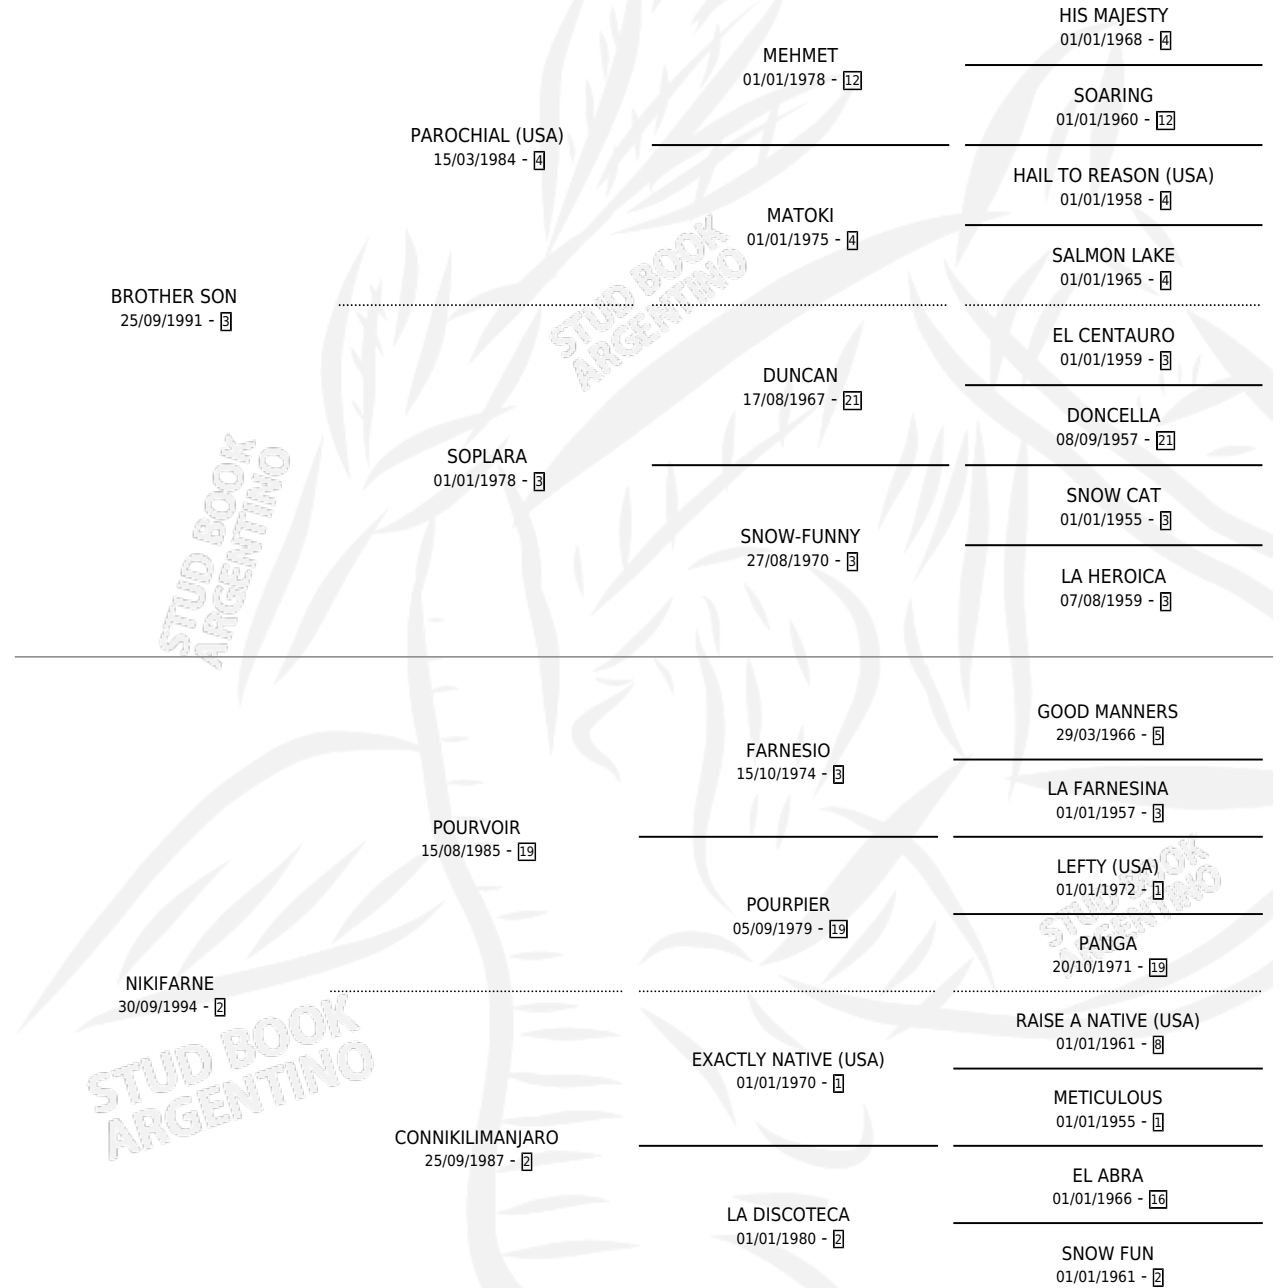 HIS MAJESTY
01/01/1968 - 4
MEHMET
01/01/1978 - 12
SOARING
01/01/1960 - 12
PAROCHIAL (USA)
15/03/1984 - 4
HAIL TO REASON (USA)
01/01/1958 - 4
MATOKI
01/01/1975 - 4
SALMON LAKE
01/01/1965 - 4
BROTHER SON
25/09/1991 - 3
STUD BOOK
ARGENTINO
EL CENTAURO
01/01/1959 - 3
DUNCAN
17/08/1967 - 21
DONCELLA
08/09/1957 - 21
SOPLARA
01/01/1978 - 3
SNOW CAT
01/01/1955 - 3
SNOW-FUNNY
27/08/1970 - 3
LA HEROICA
07/08/1959 - 3
STUD BOOK
ARGENTINO
GOOD MANNERS
29/03/1966 - 5
FARNESIO
15/10/1974 - 3
LA FARNESINA
01/01/1957 - 3
POURVOIR
15/08/1985 - 19
LEFTY (USA)
01/01/1972 - 1
POURPIER
05/09/1979 - 19
STUD BOOK
ARGENTINO
PANGA
20/10/1971 - 19
NIKIFARNE
30/09/1994 - 2
RAISE A NATIVE (USA)
01/01/1961 - 8
EXACTLY NATIVE (USA)
01/01/1970 - 1
STUD BOOK
ARGENTINO
METICULOUS
01/01/1955 - 1
CONNIKILIMANJARO
25/09/1987 - 2
EL ABRA
01/01/1966 - 16
LA DISCOTECA
01/01/1980 - 2
SNOW FUN
01/01/1961 - 2